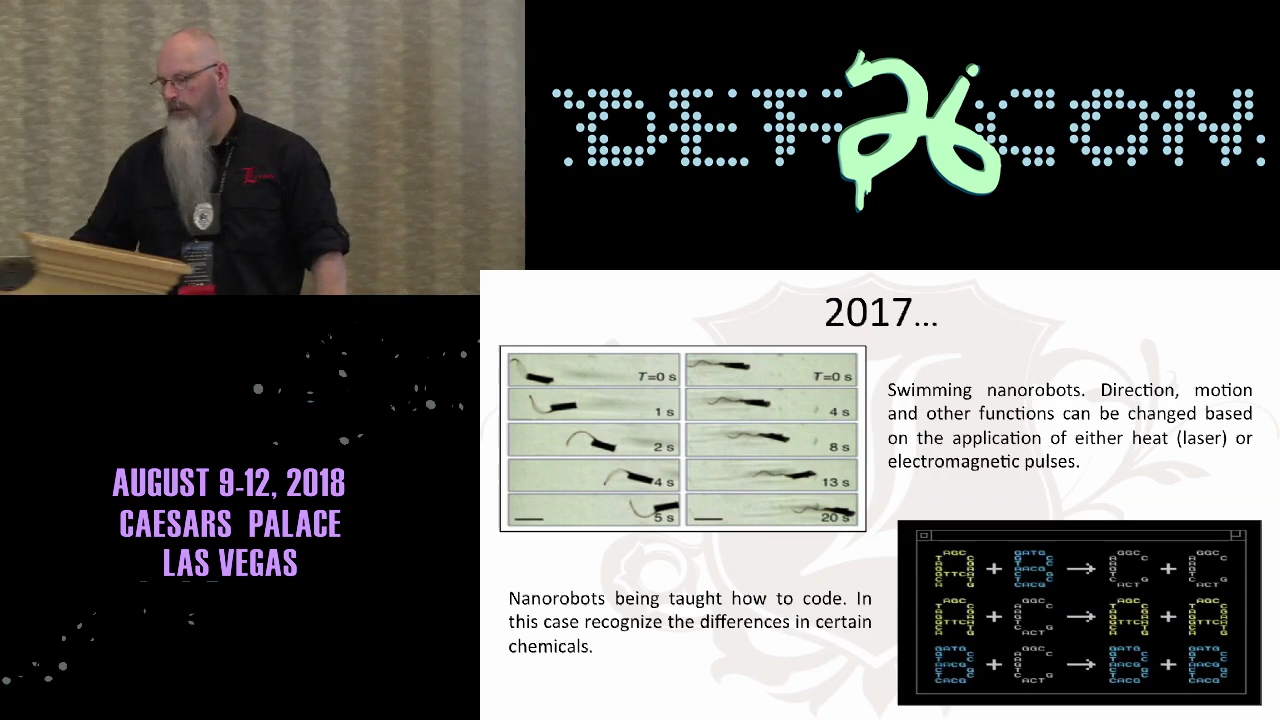 DEF CON
26
2017...
T=0 s
T=0 s
1 s
4 s
2 s
8 s
4 s
13 s
5 s
20 s
Swimming nanorobots. Direction, motion
and other functions can be changed based
on the application of either heat (laser) or
electromagnetic pulses.
AUGUST 9-12, 2018
CAESARS PALACE
LAS VEGAS
Nanorobots being taught how to code. In
this case recognize the differences in certain
chemicals.
A + B → C + C
A + C → A + A
B + C → B + B